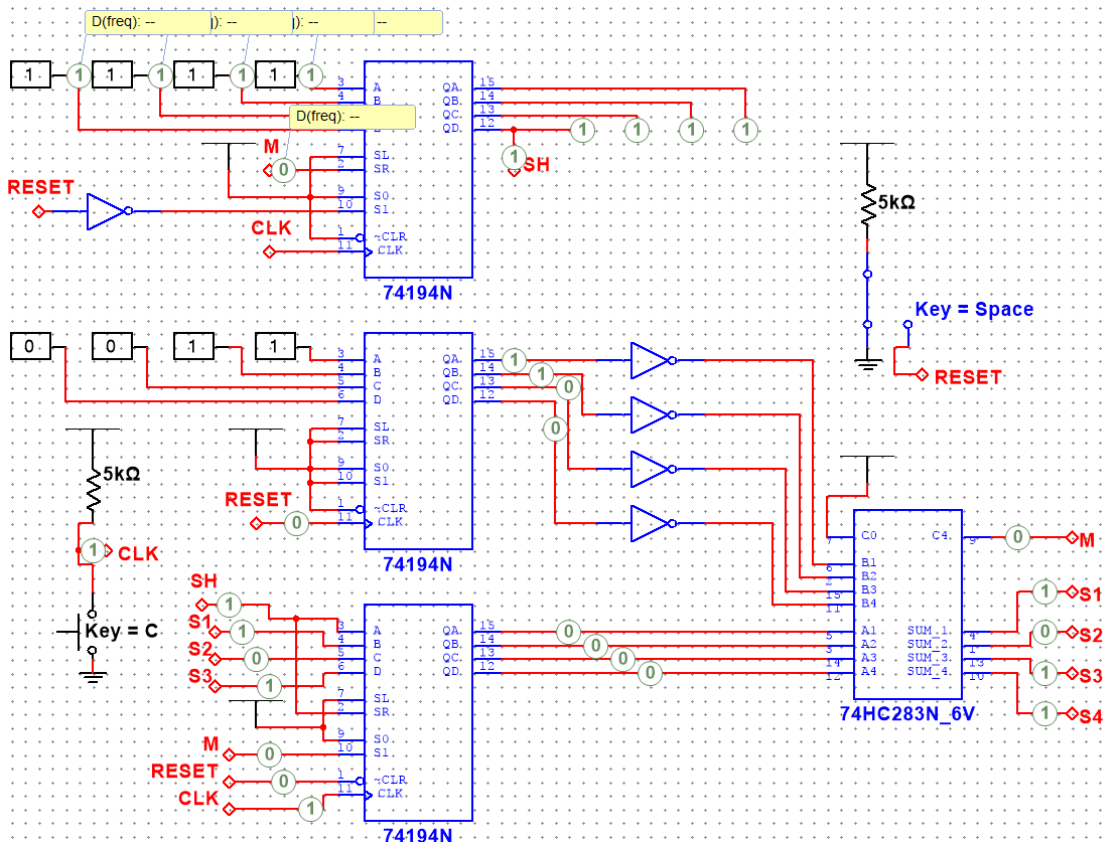 D(freq): -- ı): -- ı): -- --
1 1 1 1 1 1 1 1
3 A QA. 15
4 B QB. 14
QC. 13
QD. 12
D(freq): --
1 1 1 1
M 0
7 SL
2 SR
1 SH
RESET
9 S0
10 S1
CLK
1 ~CLR
11 CLK
74194N
5kΩ
Key = Space
RESET
0 0 1 1
3 A QA. 15 1
4 B QB. 14 1
5 C QC. 13 0
6 D QD. 12 0
7 SL
2 SR
9 S0
10 S1
5kΩ
RESET 0
1 ~CLR
11 CLK
74194N
1 CLK
Key = C
7 C0 C4. 9 0 M
6 B1
2 B2
15 B3
11 B4
5 A1 SUM_1. 4 1 S1
3 A2 SUM_2. 1 0 S2
14 A3 SUM_3. 13 1 S3
12 A4 SUM_4. 10 1 S4
74HC283N_6V
SH 1
S1 1
S2 0
S3 1
3 A QA. 15 0
4 B QB. 14 0
5 C QC. 13 0
6 D QD. 12 0
7 SL
2 SR
9 S0
10 S1
M 0
RESET 0
CLK 1
1 ~CLR
11 CLK
74194N